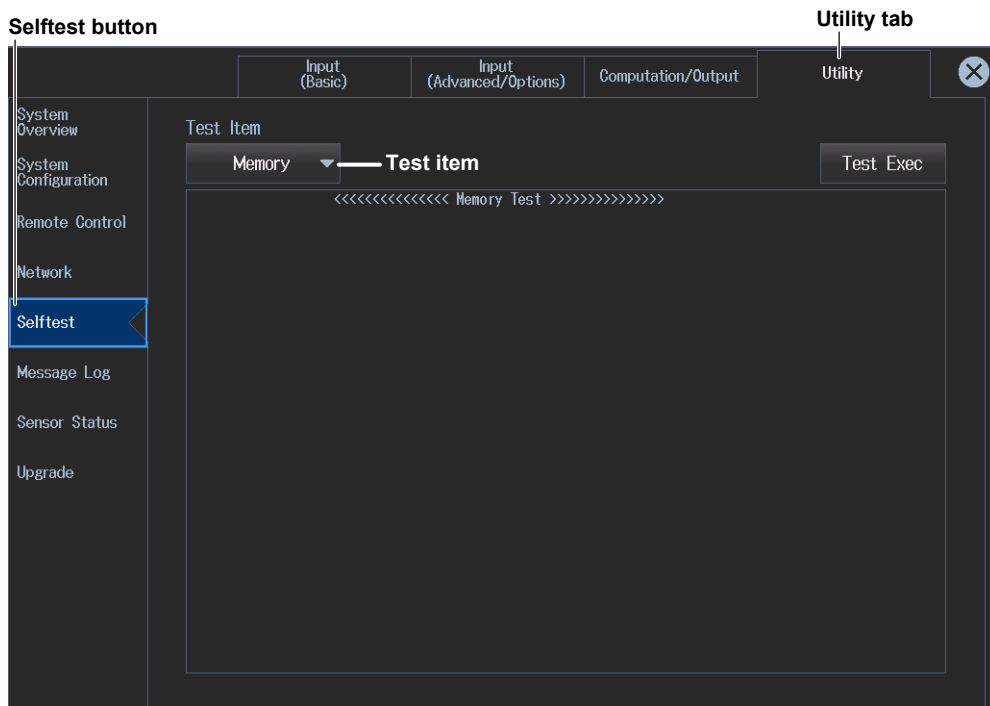 Selftest button
Utility tab
Input
(Basic)
Input
(Advanced/Options)
Computation/Output
Utility
System
Overview
System
Configuration
Remote Control
Network
Selftest
Message Log
Sensor Status
Upgrade
Test Item
Memory
Test item
Test Exec
<<<<<<<<<<<<<<< Memory Test >>>>>>>>>>>>>>>